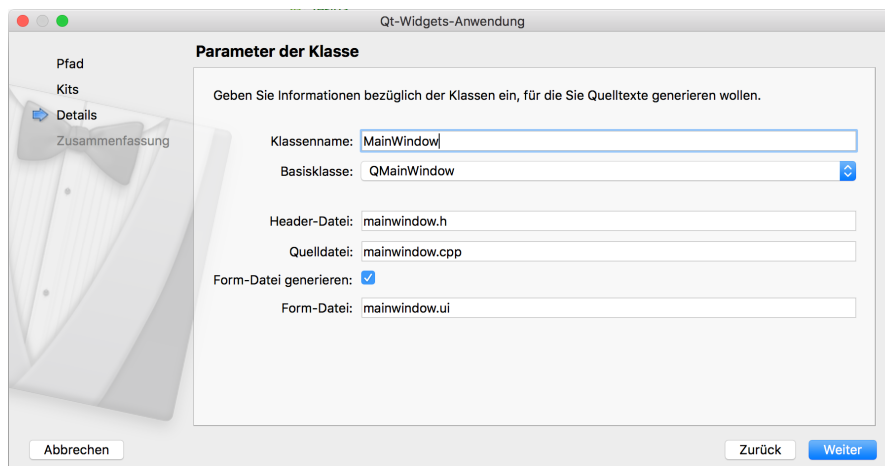 Qt-Widgets-Anwendung
Pfad
Kits
Details
Zusammenfassung
Parameter der Klasse
Geben Sie Informationen bezüglich der Klassen ein, für die Sie Quelltexte generieren wollen.
Klassenname: MainWindow
Basisklasse: QMainWindow
Header-Datei: mainwindow.h
Quelldatei: mainwindow.cpp
Form-Datei generieren:
Form-Datei: mainwindow.ui
Abbrechen
Zurück
Weiter